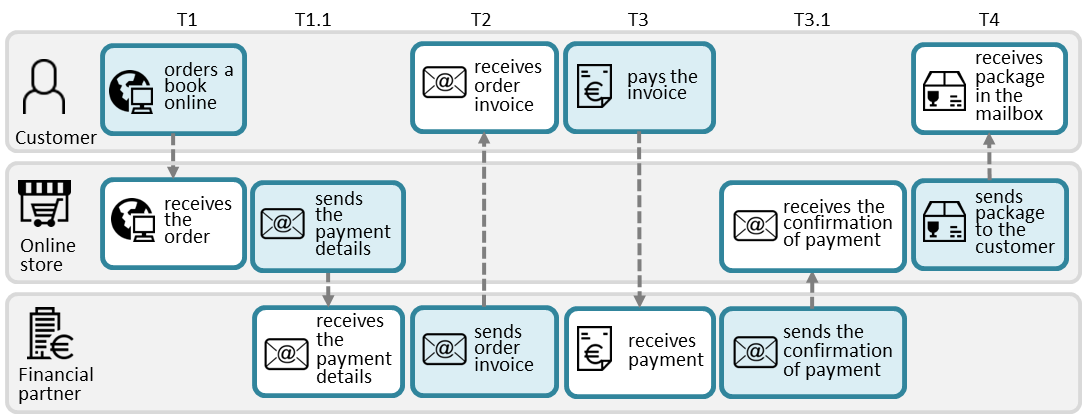 T1
T1.1
T2
T3
T3.1
T4
Customer
orders a
book
online
receives
order
invoice
pays the
invoice
receives
package
in the
mailbox
Online
store
receives
the
order
sends
the
payment
details
receives the
confirmation
of payment
sends
package
to the
customer
Financial
partner
receives
the
payment
details
sends
order
invoice
receives
payment
sends the
confirmation
of payment